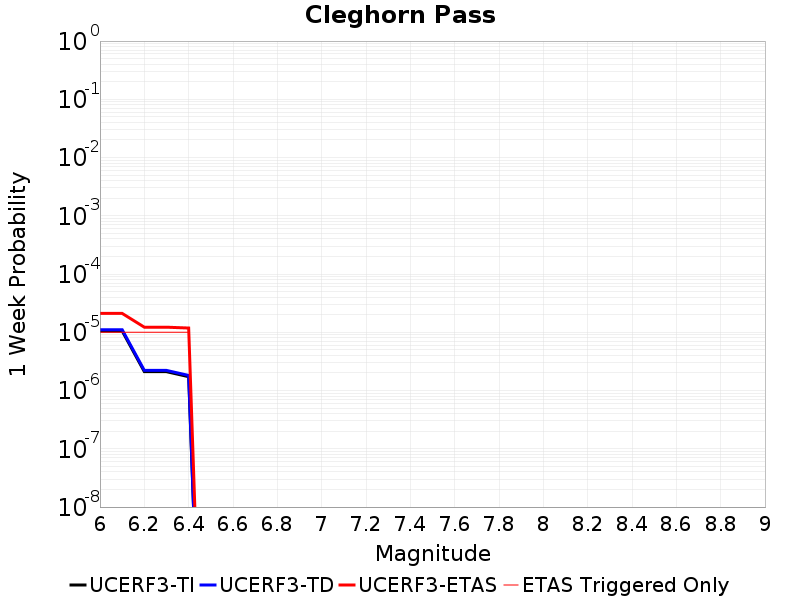 Cleghorn Pass
10^0
10^-1
10^-2
10^-3
10^-4
10^-5
10^-6
10^-7
10^-8
1 Week Probability
6 6.2 6.4 6.6 6.8 7 7.2 7.4 7.6 7.8 8 8.2 8.4 8.6 8.8 9
Magnitude
UCERF3-TI UCERF3-TD UCERF3-ETAS ETAS Triggered Only